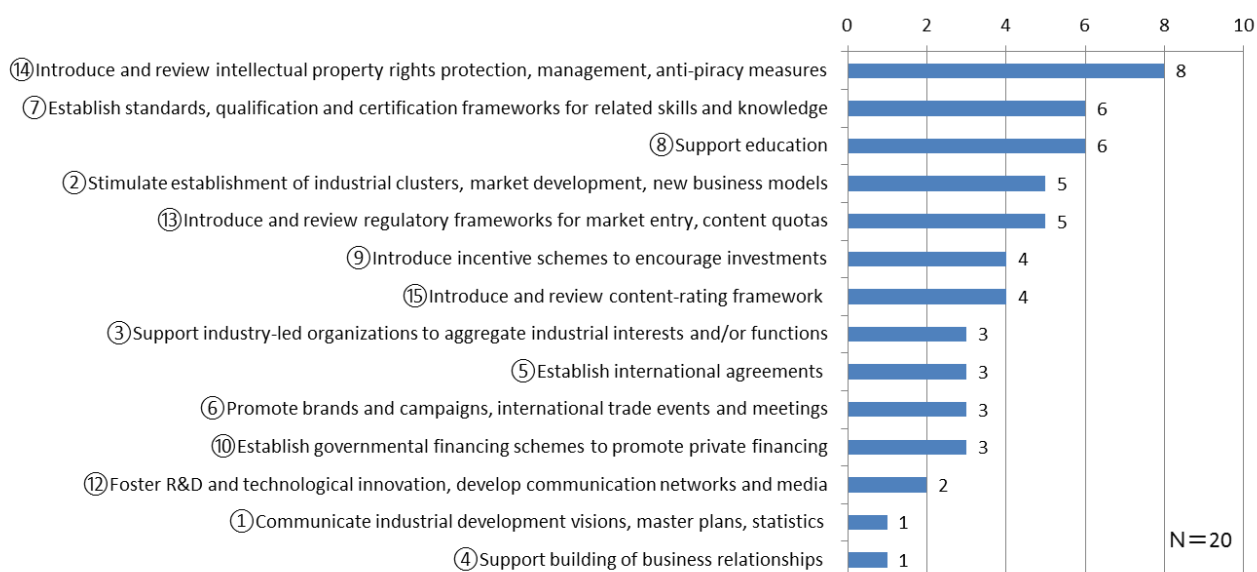 0 2 4 6 8 10
⑭Introduce and review intellectual property rights protection, management, anti-piracy measures 8
⑦Establish standards, qualification and certification frameworks for related skills and knowledge 6
⑧Support education 6
②Stimulate establishment of industrial clusters, market development, new business models 5
⑬Introduce and review regulatory frameworks for market entry, content quotas 5
⑨Introduce incentive schemes to encourage investments 4
⑮Introduce and review content-rating framework 4
③Support industry-led organizations to aggregate industrial interests and/or functions 3
⑤Establish international agreements 3
⑥Promote brands and campaigns, international trade events and meetings 3
⑩Establish governmental financing schemes to promote private financing 3
⑫Foster R&D and technological innovation, develop communication networks and media 2
①Communicate industrial development visions, master plans, statistics 1
④Support building of business relationships 1
N=20